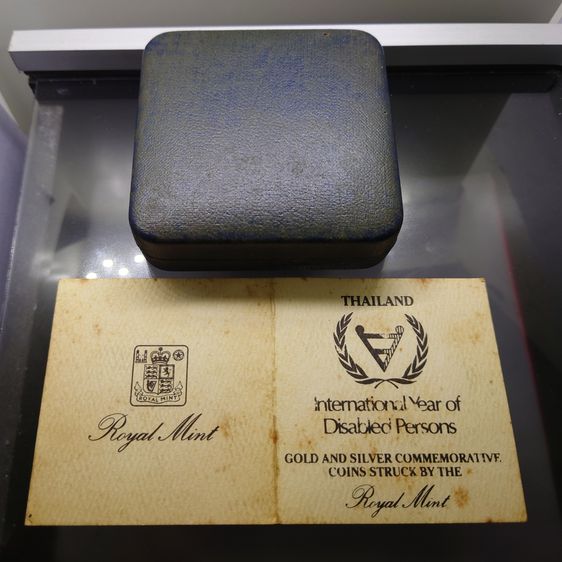 ROYAL MINT
Royal Mint
THAILAND
International Year of
Disabled Persons
GOLD AND SILVER COMMEMORATIVE
COINS STRUCK BY THE
Royal Mint